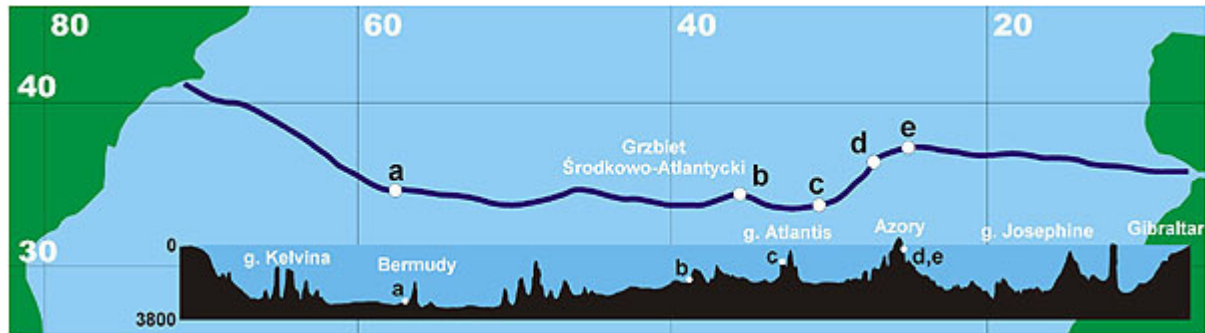 80 60 40 20
40
a
Grzbiet
Środkowo-Atlantycki
b
c
d
e
30
0
g. Kelvina
Bermudy
g. Atlantis
Azory
g. Josephine
Gibraltar
a
b
c
d,e
3800